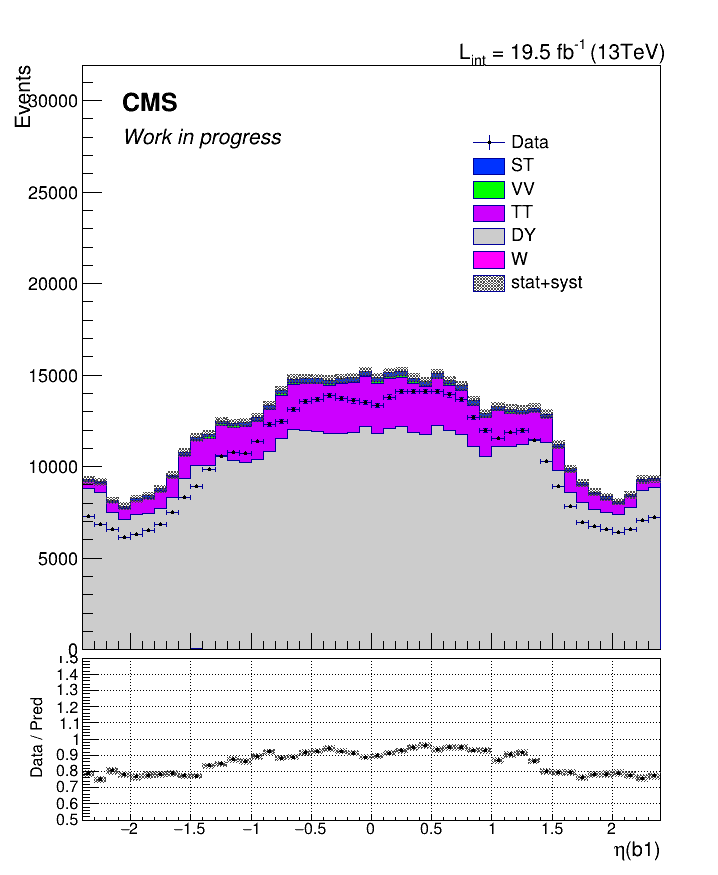 L_int = 19.5 fb^-1 (13TeV)
Events
CMS
Work in progress
Data
ST
VV
TT
DY
W
stat+syst
30000
25000
20000
15000
10000
5000
0
Data / Pred
1.5
1.4
1.3
1.2
1.1
1
0.9
0.8
0.7
0.6
0.5
−2 −1.5 −1 −0.5 0 0.5 1 1.5 2
η(b1)